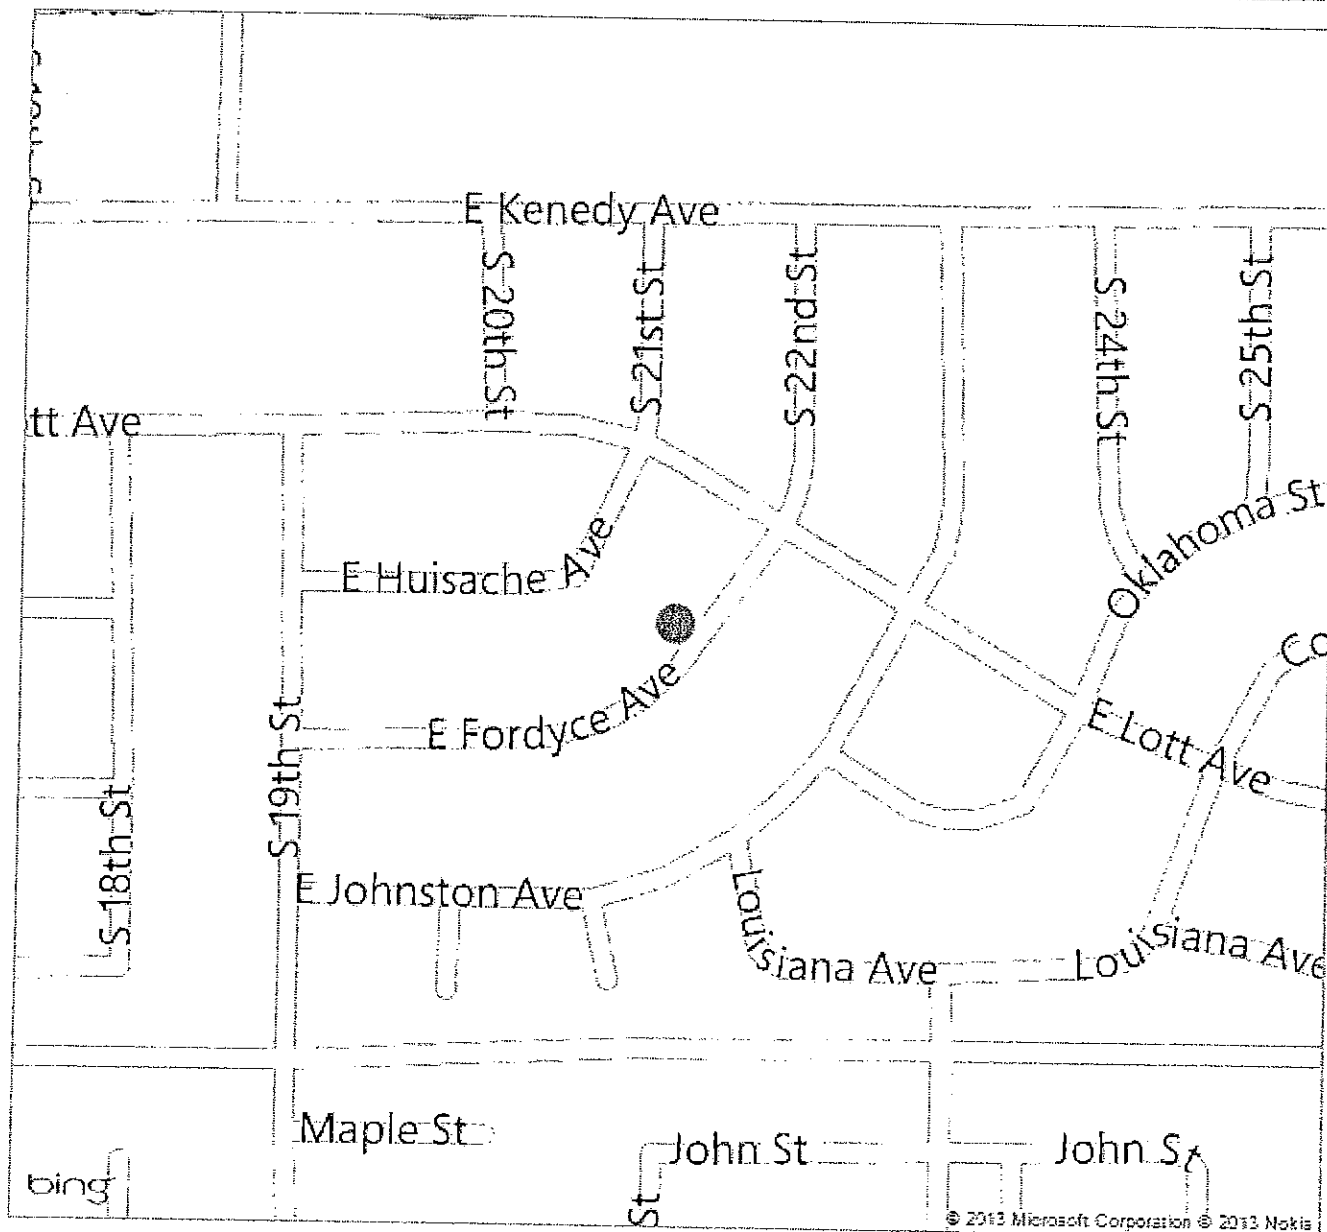 E Kenedy Ave
S 20th St
S 21st St
S 22nd St
S 24th St
S 25th St
tt Ave
Oklahoma St
E Huisache Ave
Co
E Fordyce Ave
E Lott Ave
S 19th St
S 18th St
E Johnston Ave
Louisiana Ave
Louisiana Ave
Maple St
John St
John St
St
bing
© 2013 Microsoft Corporation © 2013 Nokia